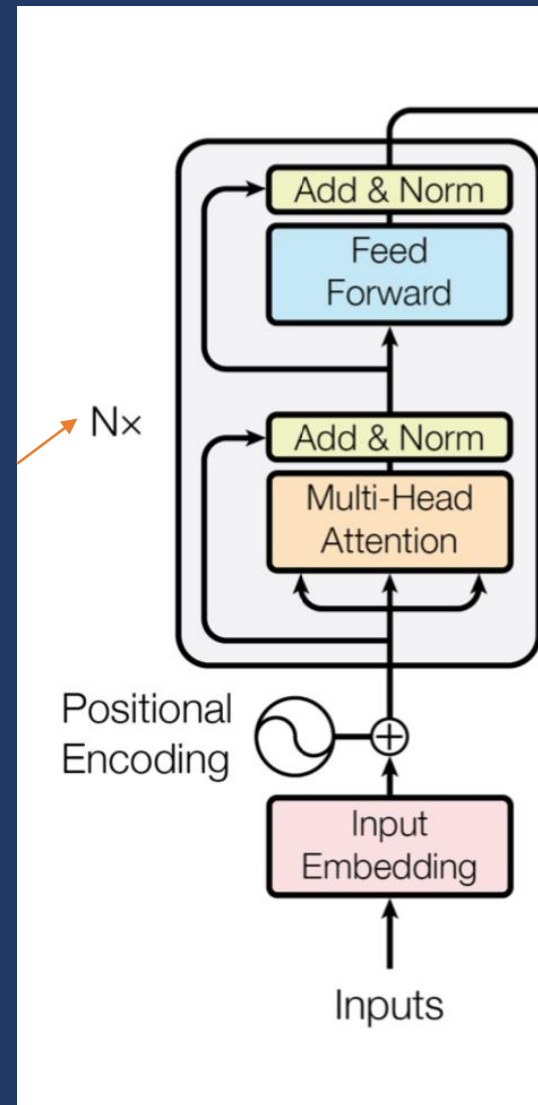 Add & Norm
Feed
Forward
N×
Add & Norm
Multi-Head
Attention
Positional
Encoding
Input
Embedding
Inputs